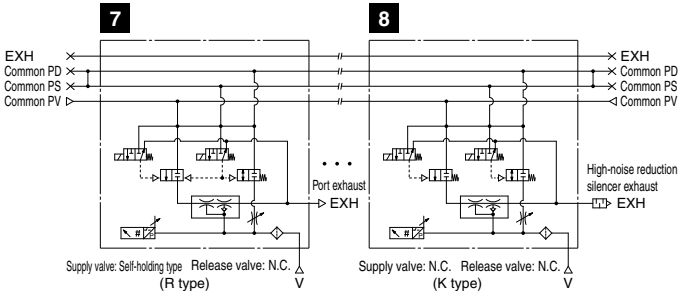 7
8
EXH
Common PD
Common PS
Common PV
EXH
Common PD
Common PS
Common PV
Port exhaust
EXH
High-noise reduction
silencer exhaust
EXH
#
#
Supply valve: Self-holding type
Release valve: N.C.
V
(R type)
Supply valve: N.C.
Release valve: N.C.
V
(K type)